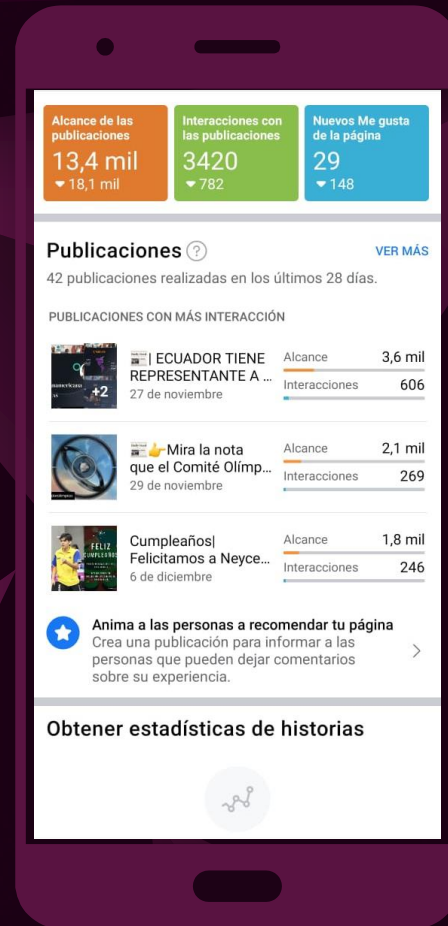 Alcance de las
publicaciones
13,4 mil
18,1 mil
Interacciones con
las publicaciones
3420
782
Nuevos Me gusta
de la página
29
148
Publicaciones ?
VER MÁS
42 publicaciones realizadas en los últimos 28 días.
PUBLICACIONES CON MÁS INTERACCIÓN
+2
| ECUADOR TIENE
REPRESENTANTE A ...
27 de noviembre
Alcance 3,6 mil
Interacciones 606
Mira la nota
que el Comité Olímp...
29 de noviembre
Alcance 2,1 mil
Interacciones 269
FELIZ
CUMPLEAÑOS
Cumpleaños|
Felicitamos a Neyce...
6 de diciembre
Alcance 1,8 mil
Interacciones 246
Anima a las personas a recomendar tu página
Crea una publicación para informar a las
personas que pueden dejar comentarios
sobre su experiencia.
Obtener estadísticas de historias